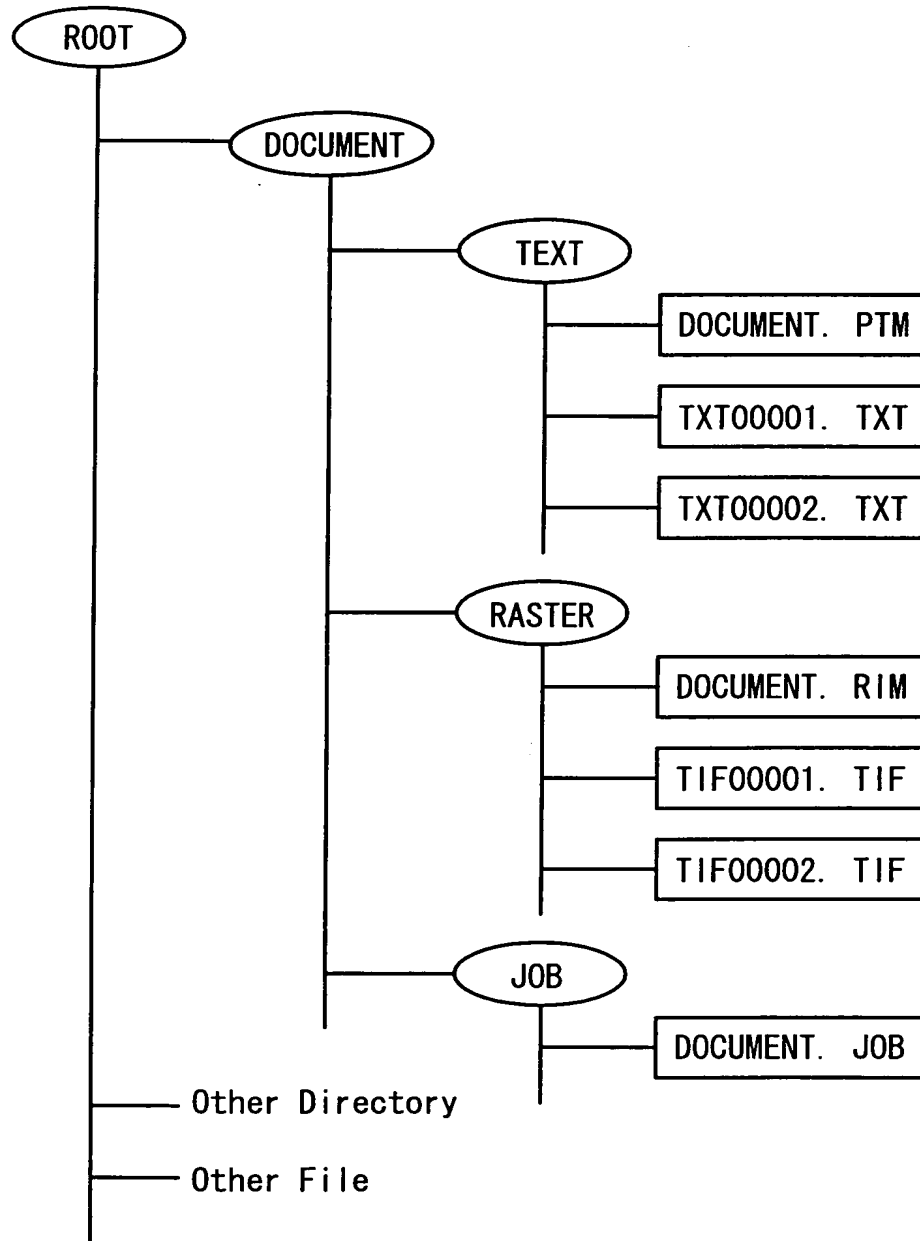 ROOT
DOCUMENT
TEXT
DOCUMENT. PTM
TXT00001. TXT
TXT00002. TXT
RASTER
DOCUMENT. RIM
TIF00001. TIF
TIF00002. TIF
JOB
DOCUMENT. JOB
Other Directory
Other File